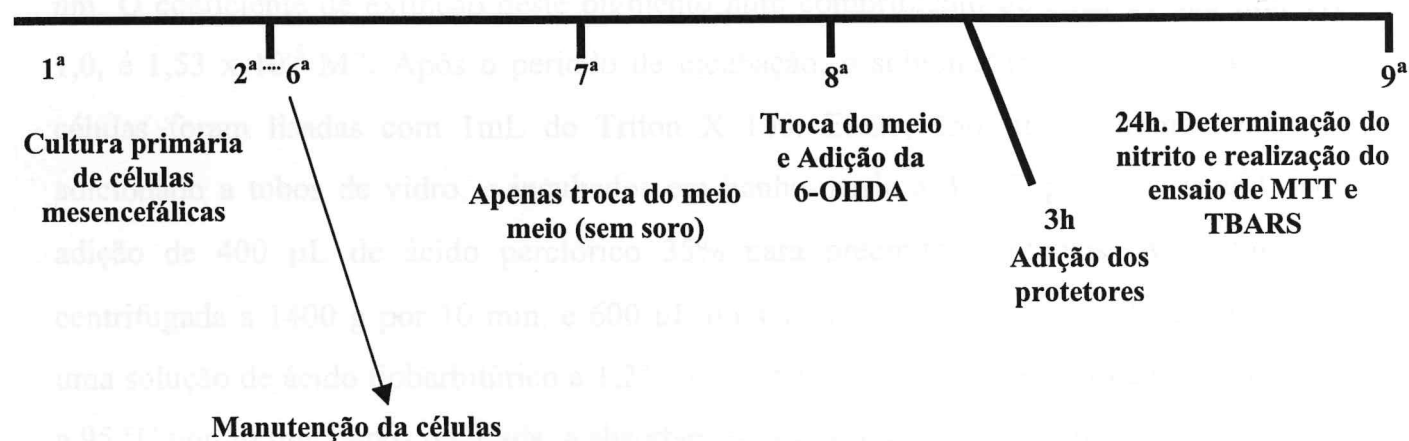 1ª
Cultura primária
de células
mesencefálicas
2ª.... 6ª
Manutenção da células
7ª
Apenas troca do meio
meio (sem soro)
8ª
Troca do meio
e Adição da
6-OHDA
3h
Adição dos
protetores
9ª
24h. Determinação do
nitrito e realização do
ensaio de MTT e
TBARS